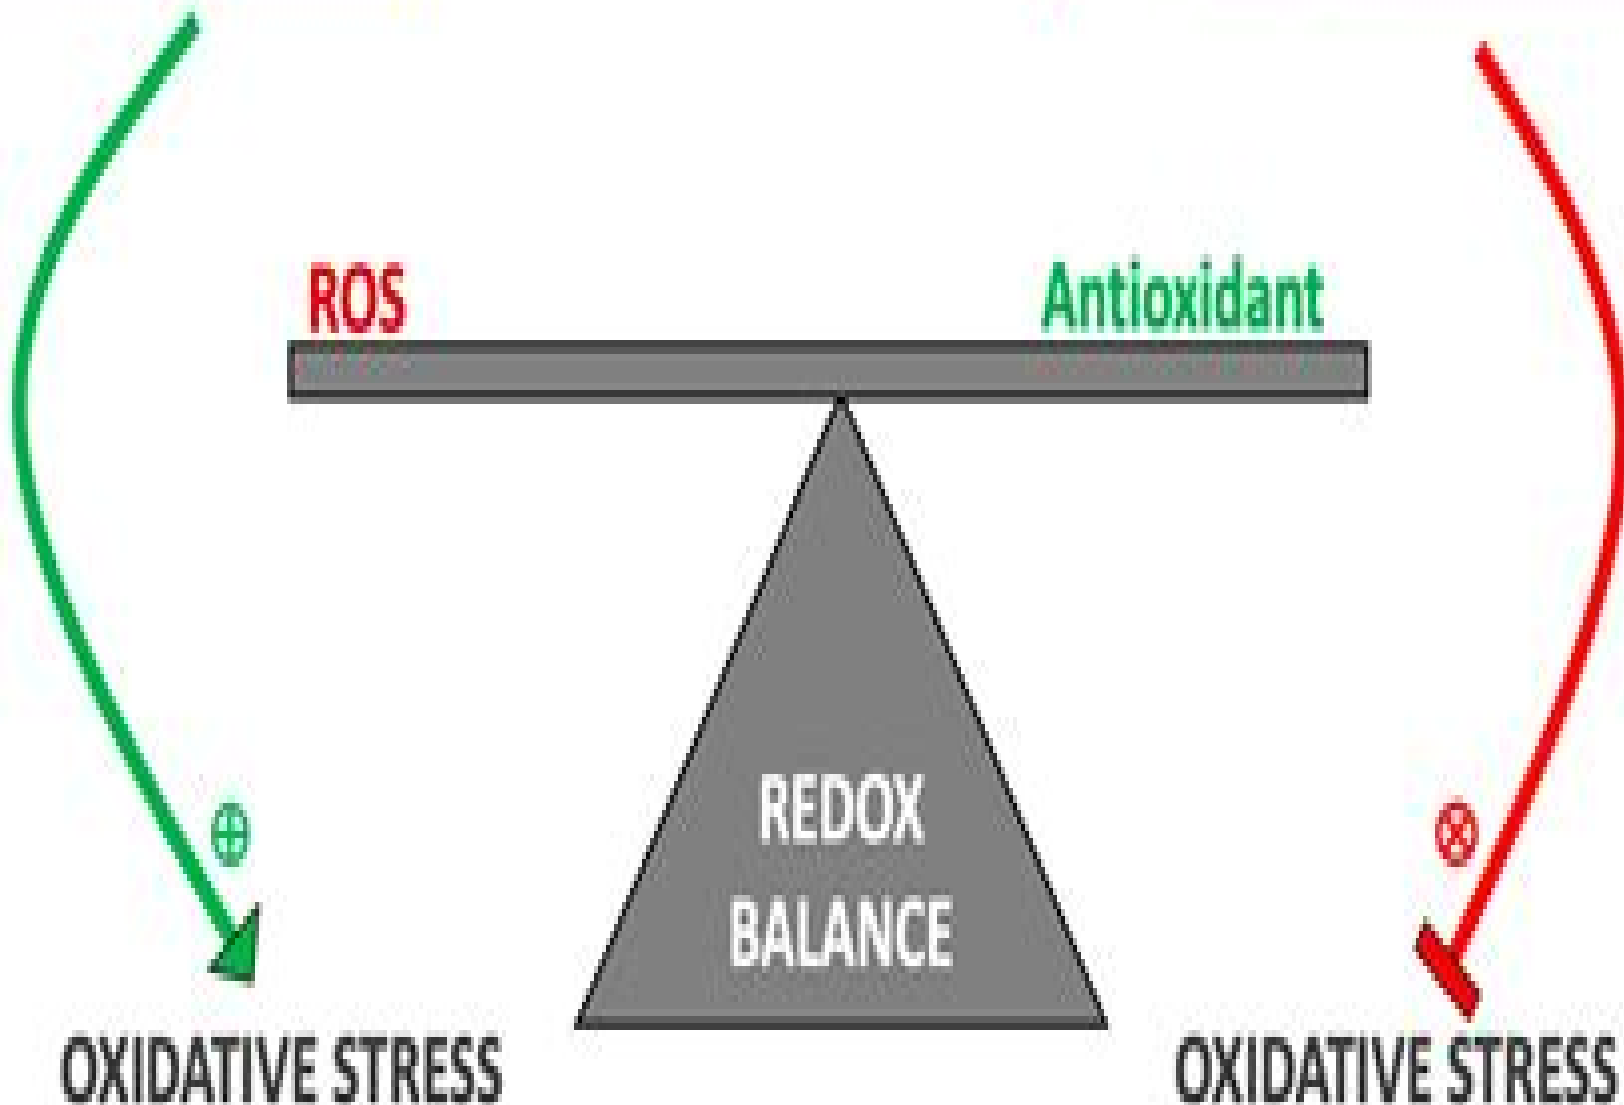 ROS
Antioxidant
REDOX
BALANCE
OXIDATIVE STRESS
OXIDATIVE STRESS